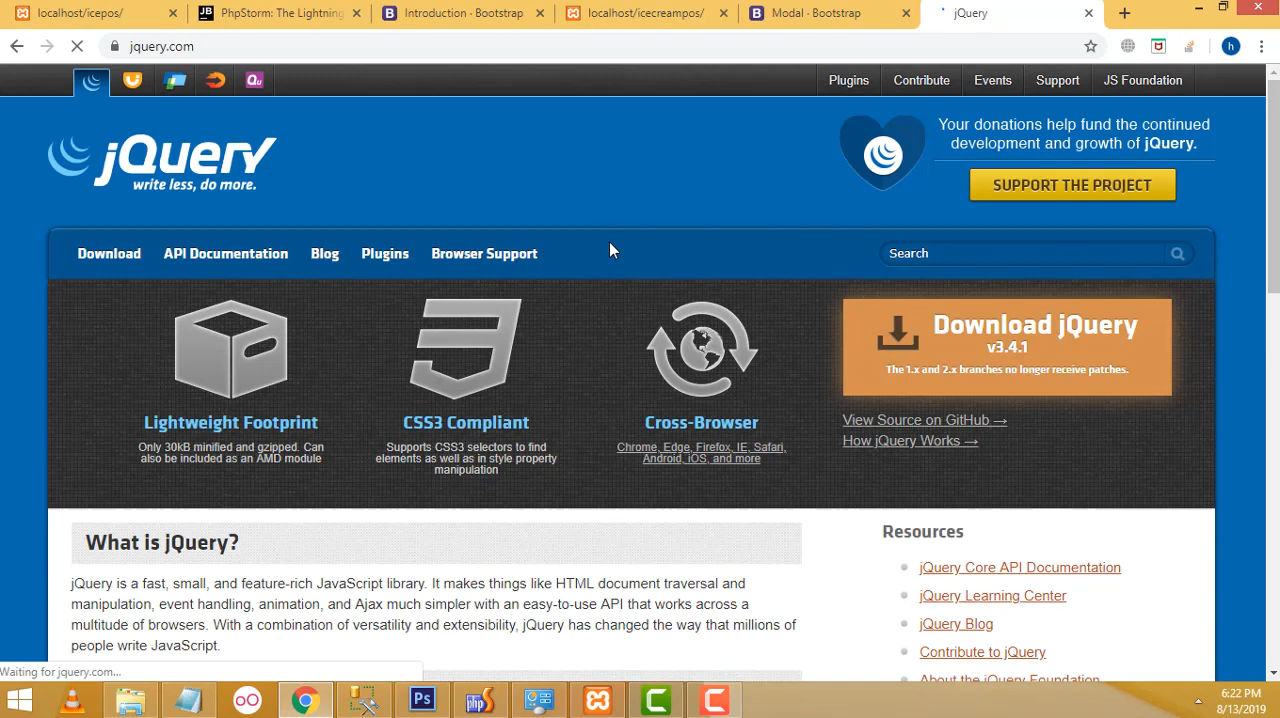 localhost/icepos/
PhpStorm: The Lightning
Introduction - Bootstrap
localhost/icecreampos/
Modal - Bootstrap
jQuery
jquery.com
h
Qu
Plugins
Contribute
Events
Support
JS Foundation
jQuery
write less, do more.
Your donations help fund the continued
development and growth of jQuery.
SUPPORT THE PROJECT
Download
API Documentation
Blog
Plugins
Browser Support
Search
Lightweight Footprint
Only 30kB minified and gzipped. Can
also be included as an AMD module
CSS3 Compliant
Supports CSS3 selectors to find
elements as well as in style property
manipulation
Cross-Browser
Chrome, Edge, Firefox, IE, Safari,
Android, iOS, and more
Download jQuery
v3.4.1
The 1.x and 2.x branches no longer receive patches.
View Source on GitHub →
How jQuery Works →
What is jQuery?
jQuery is a fast, small, and feature-rich JavaScript library. It makes things like HTML document traversal and
manipulation, event handling, animation, and Ajax much simpler with an easy-to-use API that works across a
multitude of browsers. With a combination of versatility and extensibility, jQuery has changed the way that millions of
people write JavaScript.
Resources
jQuery Core API Documentation
jQuery Learning Center
jQuery Blog
Contribute to jQuery
About the jQuery Foundation
Waiting for jquery.com...
Ps
php
6:22 PM
8/13/2019